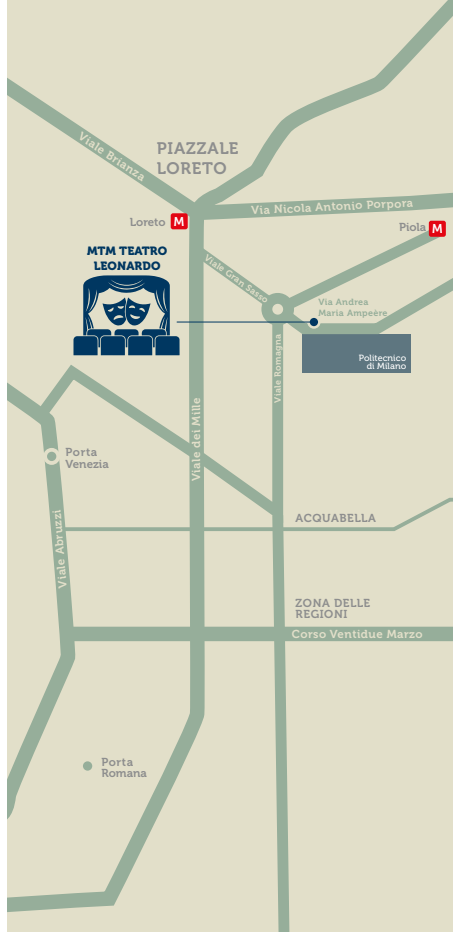 Viale Brianza
PIAZZALE
LORETO
Via Nicola Antonio Porpora
Loreto M
Piola M
MTM TEATRO
LEONARDO
Viale Gran Sasso
Via Andrea
Maria Ampeère
Viale Romagna
Politecnico
di Milano
Viale dei Mille
Porta
Venezia
Viale Abruzzi
ACQUABELLA
ZONA DELLE
REGIONI
Corso Ventidue Marzo
Porta
Romana